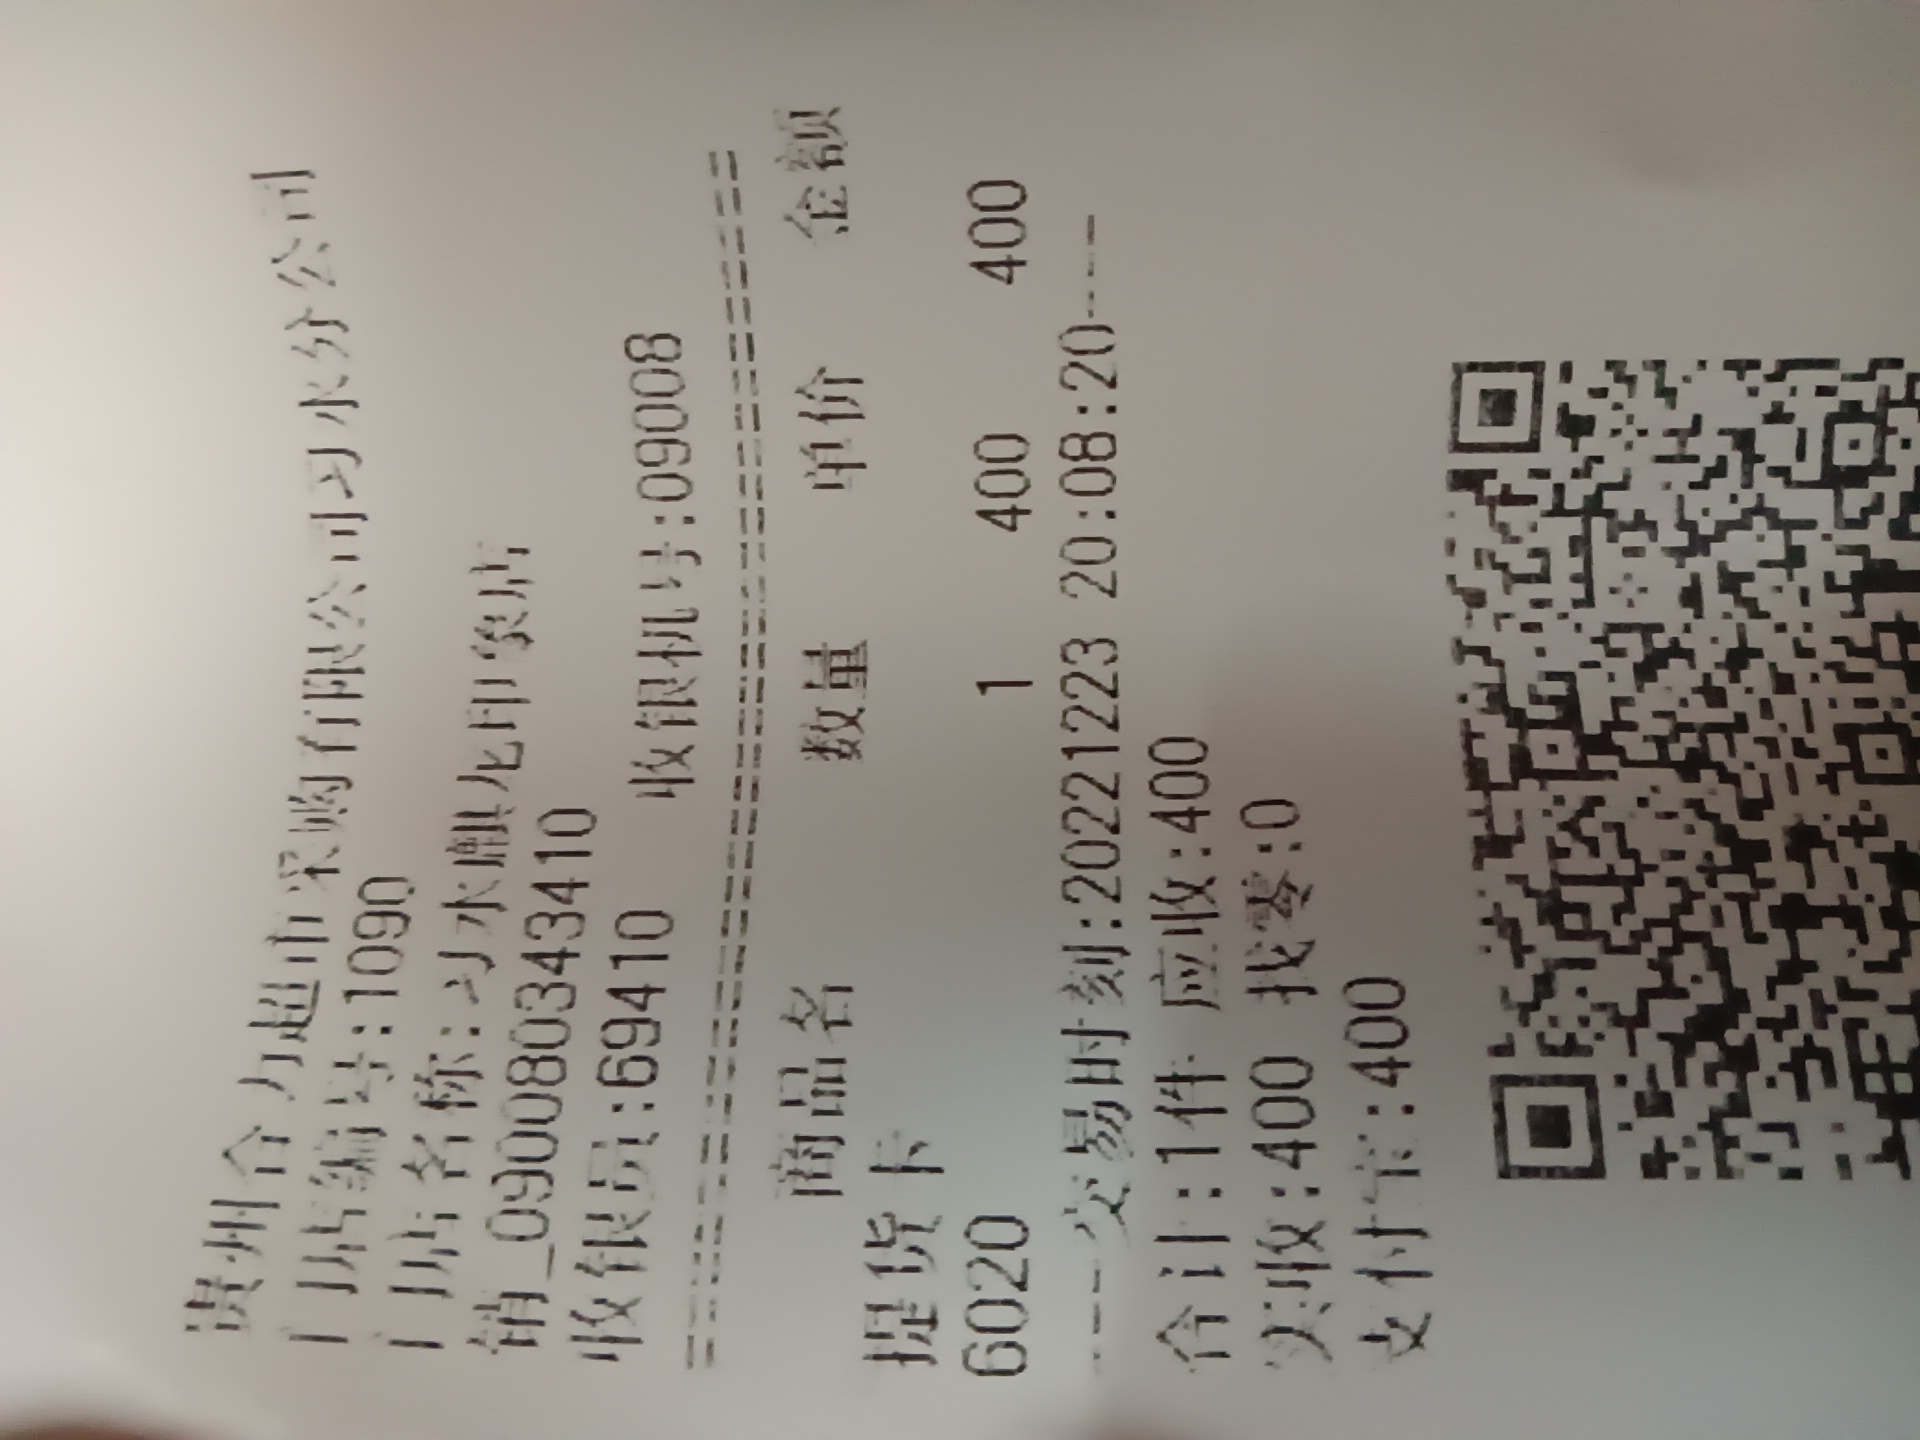 贵州合力超市采购有限公司习水分公司
门店编号:1090
门店名称:习水麒龙印象店
销_0900803443410
收银员:69410 收银机号:09008
================================
商品名 数量 单价 金额
提货卡
6020 1 400 400
----交易时刻:20221223 20:08:20----
合计:1件 应收:400
实收:400 找零:0
支付宝:400